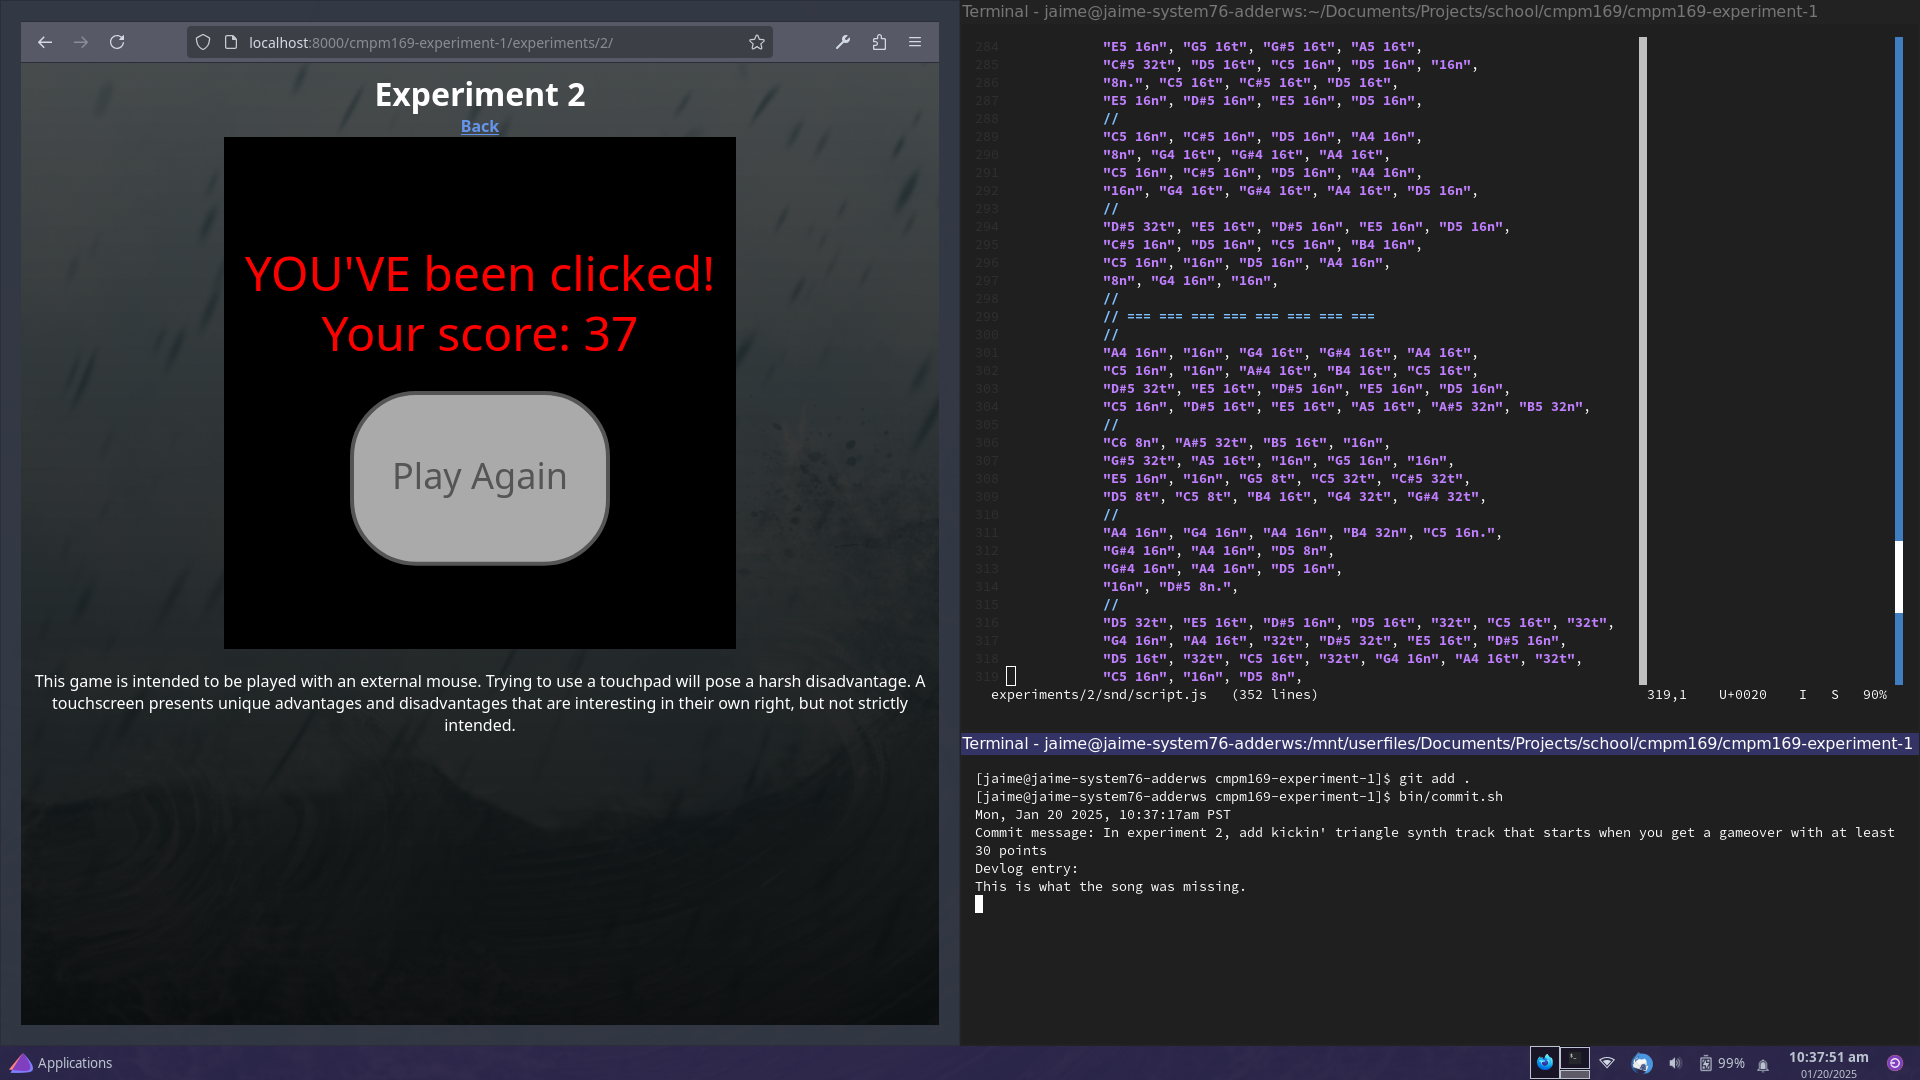 localhost:8000/cmpm169-experiment-1/experiments/2/
Experiment 2
Back
YOU'VE been clicked!
Your score: 37
Play Again
This game is intended to be played with an external mouse. Trying to use a touchpad will pose a harsh disadvantage. A
touchscreen presents unique advantages and disadvantages that are interesting in their own right, but not strictly
intended.
Terminal - jaime@jaime-system76-adderws:~/Documents/Projects/school/cmpm169/cmpm169-experiment-1
284 "E5 16n", "G5 16t", "G#5 16t", "A5 16t",
285 "C#5 32t", "D5 16t", "C5 16n", "D5 16n", "16n",
286 "8n.", "C5 16t", "C#5 16t", "D5 16t",
287 "E5 16n", "D#5 16n", "E5 16n", "D5 16n",
288 //
289 "C5 16n", "C#5 16n", "D5 16n", "A4 16n",
290 "8n", "G4 16t", "G#4 16t", "A4 16t",
291 "C5 16n", "C#5 16n", "D5 16n", "A4 16n",
292 "16n", "G4 16t", "G#4 16t", "A4 16t", "D5 16n",
293 //
294 "D#5 32t", "E5 16t", "D#5 16n", "E5 16n", "D5 16n",
295 "C#5 16n", "D5 16n", "C5 16n", "B4 16n",
296 "C5 16n", "16n", "D5 16n", "A4 16n",
297 "8n", "G4 16n", "16n",
298 //
299 // === === === === === === === ===
300 //
301 "A4 16n", "16n", "G4 16t", "G#4 16t", "A4 16t",
302 "C5 16n", "16n", "A#4 16t", "B4 16t", "C5 16t",
303 "D#5 32t", "E5 16t", "D#5 16n", "E5 16n", "D5 16n",
304 "C5 16n", "D#5 16t", "E5 16t", "A5 16t", "A#5 32n", "B5 32n",
305 //
306 "C6 8n", "A#5 32t", "B5 16t", "16n",
307 "G#5 32t", "A5 16t", "16n", "G5 16n", "16n",
308 "E5 16n", "16n", "G5 8t", "C5 32t", "C#5 32t",
309 "D5 8t", "C5 8t", "B4 16t", "G4 32t", "G#4 32t",
310 //
311 "A4 16n", "G4 16n", "A4 16n", "B4 32n", "C5 16n.",
312 "G#4 16n", "A4 16n", "D5 8n",
313 "G#4 16n", "A4 16n", "D5 16n",
314 "16n", "D#5 8n.",
315 //
316 "D5 32t", "E5 16t", "D#5 16n", "D5 16t", "32t", "C5 16t", "32t",
317 "G4 16n", "A4 16t", "32t", "D#5 32t", "E5 16t", "D#5 16n",
318 "D5 16t", "32t", "C5 16t", "32t", "G4 16n", "A4 16t", "32t",
319 "C5 16n", "16n", "D5 8n",
experiments/2/snd/script.js (352 lines) 319,1 U+0020 I S 90%
Terminal - jaime@jaime-system76-adderws:/mnt/userfiles/Documents/Projects/school/cmpm169/cmpm169-experiment-1
[jaime@jaime-system76-adderws cmpm169-experiment-1]$ git add .
[jaime@jaime-system76-adderws cmpm169-experiment-1]$ bin/commit.sh
Mon, Jan 20 2025, 10:37:17am PST
Commit message: In experiment 2, add kickin' triangle synth track that starts when you get a gameover with at least
30 points
Devlog entry:
This is what the song was missing.
Applications
99%
10:37:51 am
01/20/2025